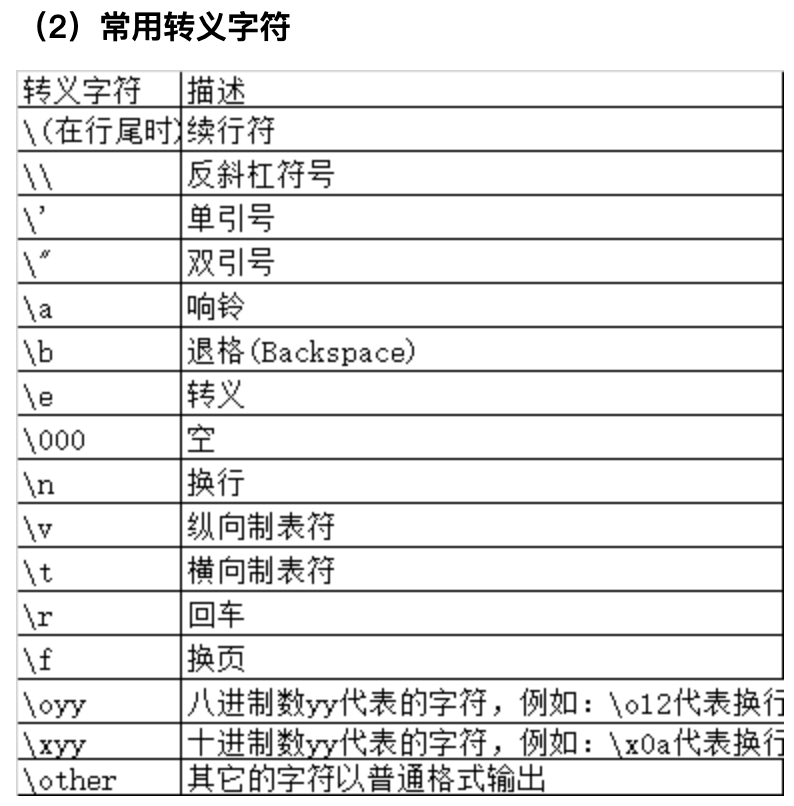 （2）常用转义字符
转义字符 描述
\(在行尾时) 续行符
\\ 反斜杠符号
\' 单引号
\" 双引号
\a 响铃
\b 退格(Backspace)
\e 转义
\000 空
\n 换行
\v 纵向制表符
\t 横向制表符
\r 回车
\f 换页
\oyy 八进制数yy代表的字符，例如：\o12代表换行
\xyy 十进制数yy代表的字符，例如：\x0a代表换行
\other 其它的字符以普通格式输出